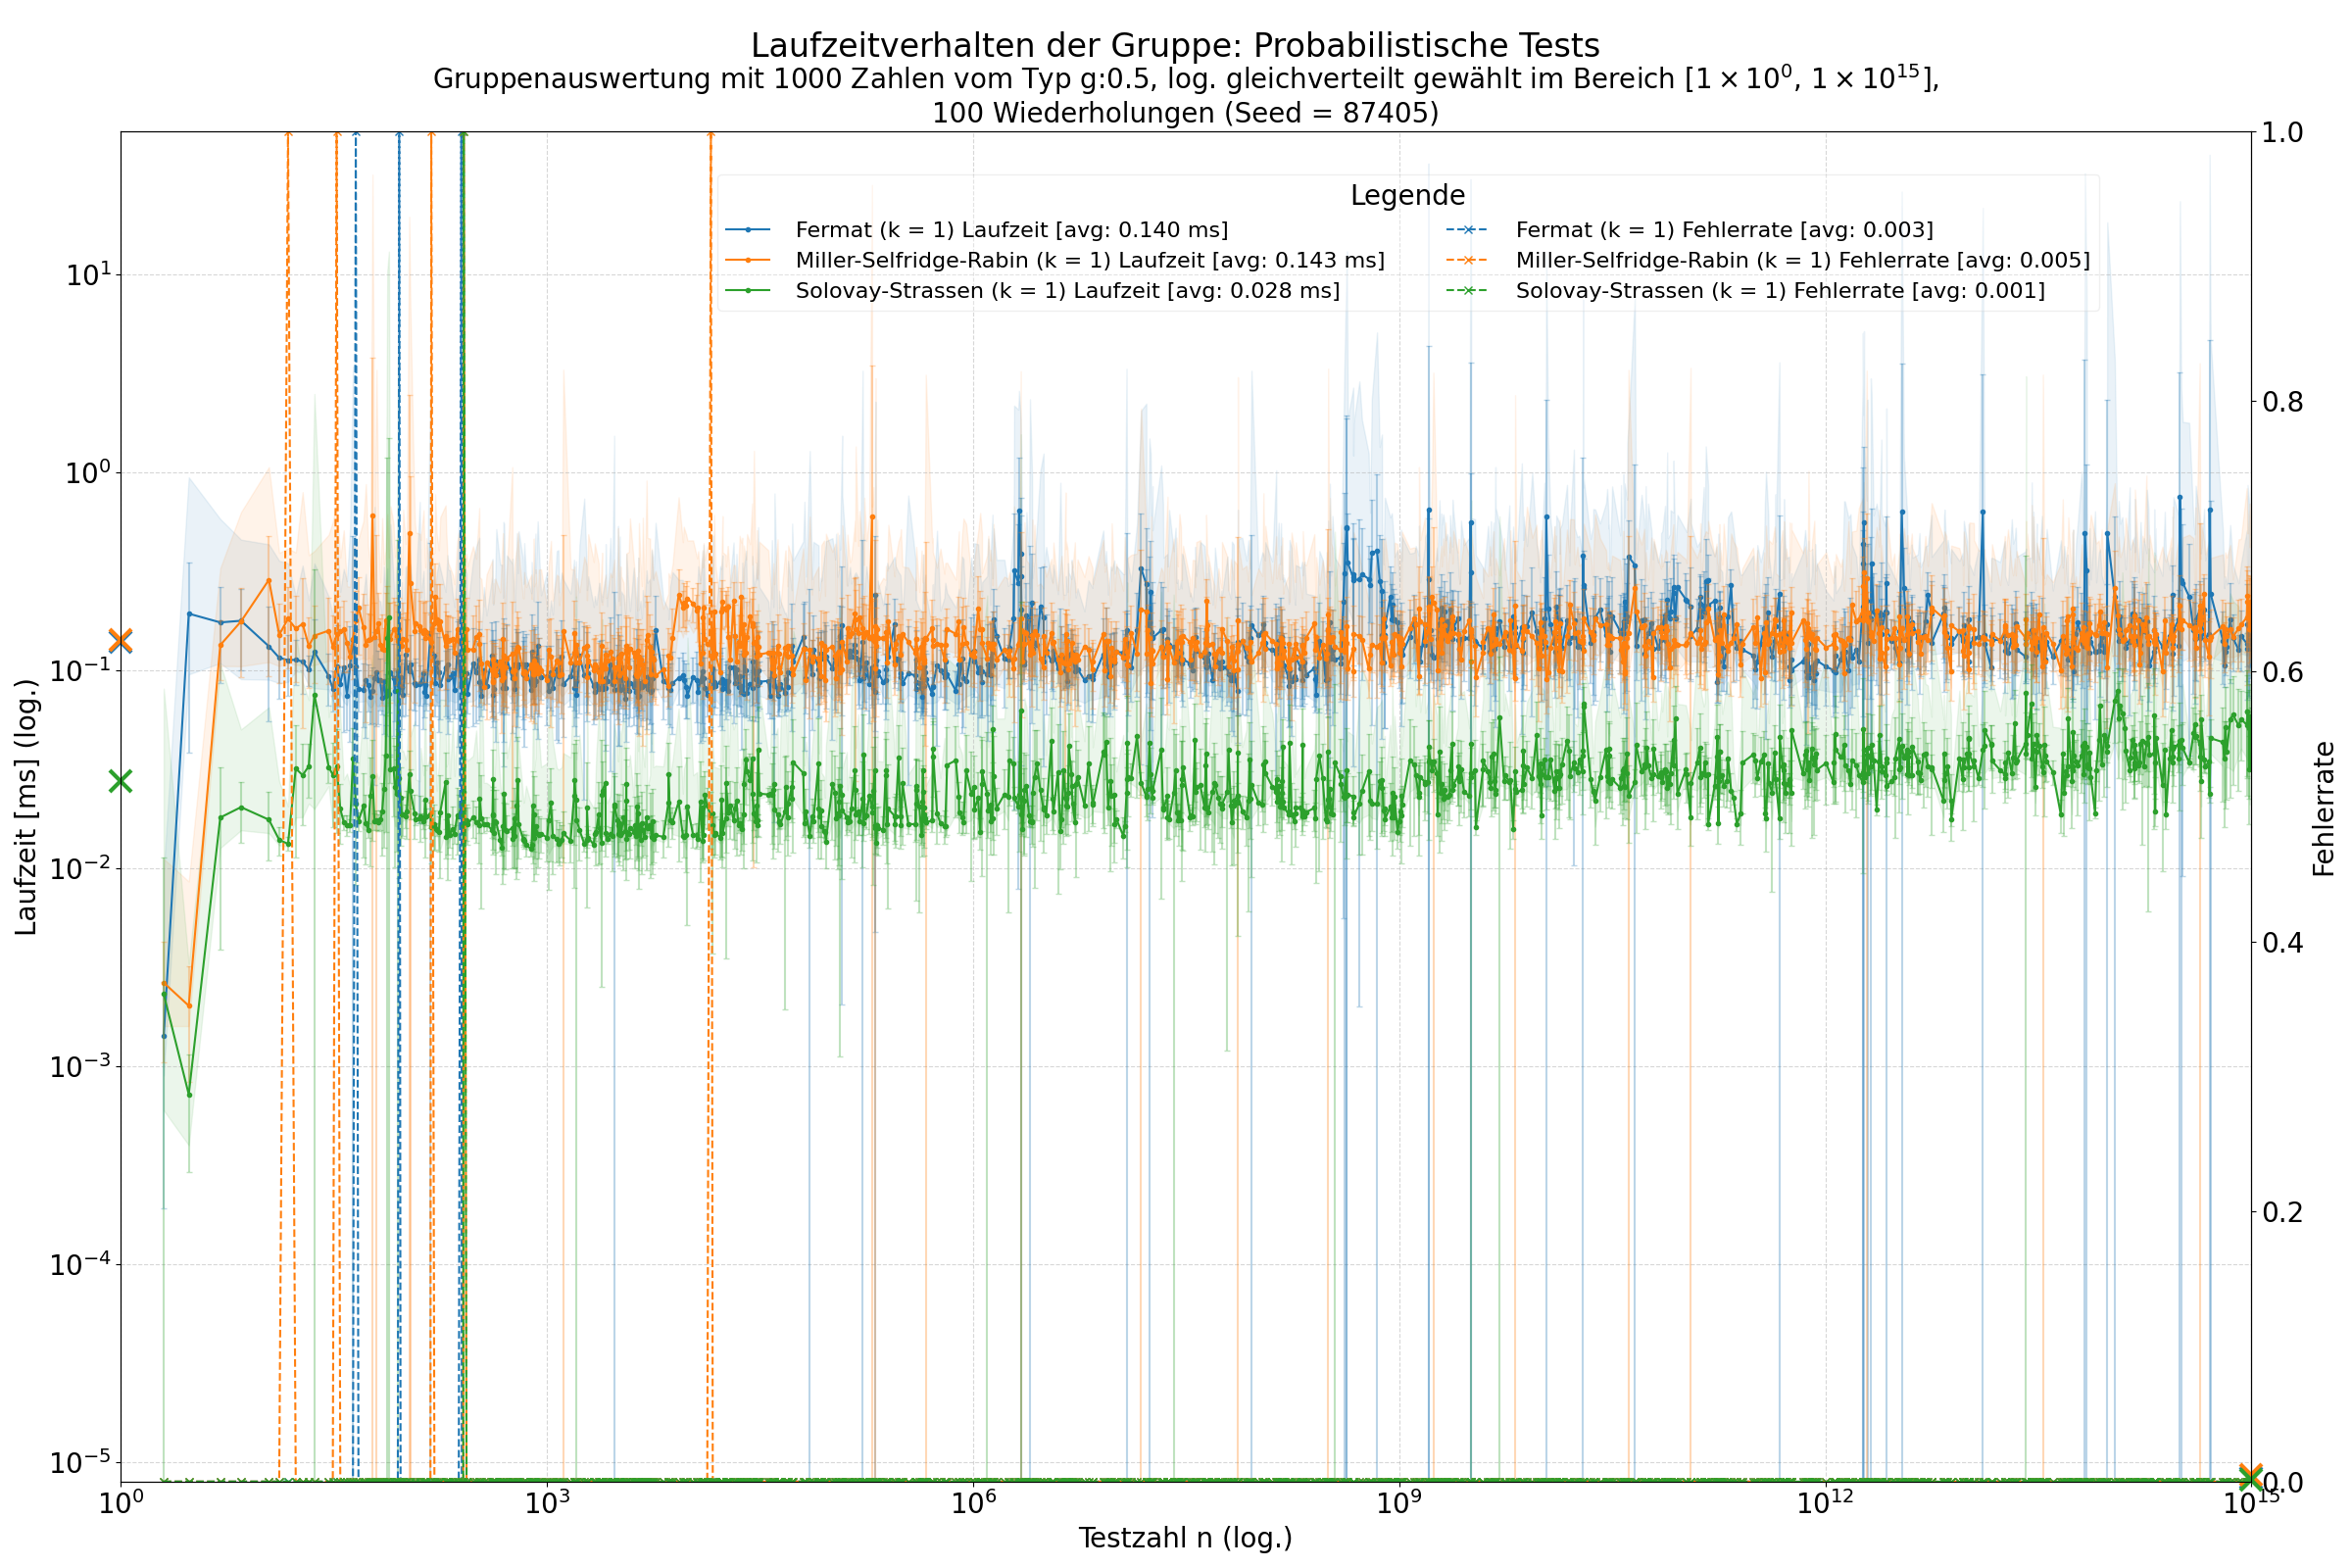 Laufzeitverhalten der Gruppe: Probabilistische Tests
Gruppenauswertung mit 1000 Zahlen vom Typ g:0.5, log. gleichverteilt gewählt im Bereich [1 × 10⁰, 1 × 10¹⁵],
100 Wiederholungen (Seed = 87405)
Legende
Fermat (k = 1) Laufzeit [avg: 0.140 ms]
Miller-Selfridge-Rabin (k = 1) Laufzeit [avg: 0.143 ms]
Solovay-Strassen (k = 1) Laufzeit [avg: 0.028 ms]
Fermat (k = 1) Fehlerrate [avg: 0.003]
Miller-Selfridge-Rabin (k = 1) Fehlerrate [avg: 0.005]
Solovay-Strassen (k = 1) Fehlerrate [avg: 0.001]
Laufzeit [ms] (log.)
10¹
10⁰
10⁻¹
10⁻²
10⁻³
10⁻⁴
10⁻⁵
Fehlerrate
1.0
0.8
0.6
0.4
0.2
0.0
10⁰
10³
10⁶
10⁹
10¹²
10¹⁵
Testzahl n (log.)